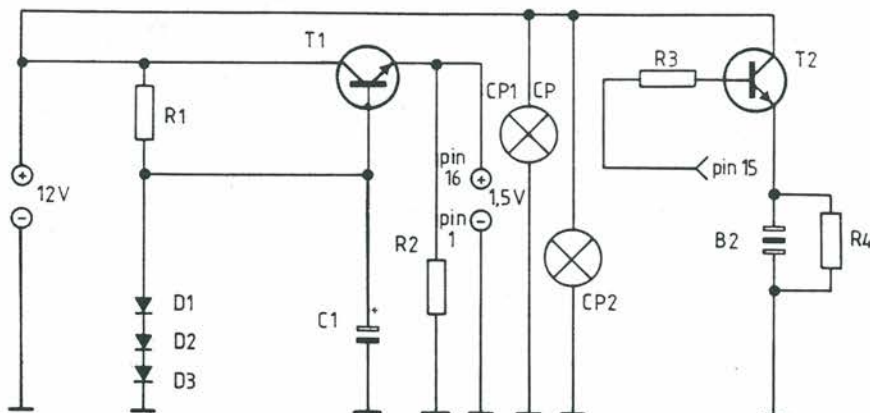 T1
R3
T2
CP1 CP
R1
pin 15
pin
16
12V
+
-
+
1,5V
pin
1
-
R2
B2
R4
D1
C1
+
D2
CP2
D3